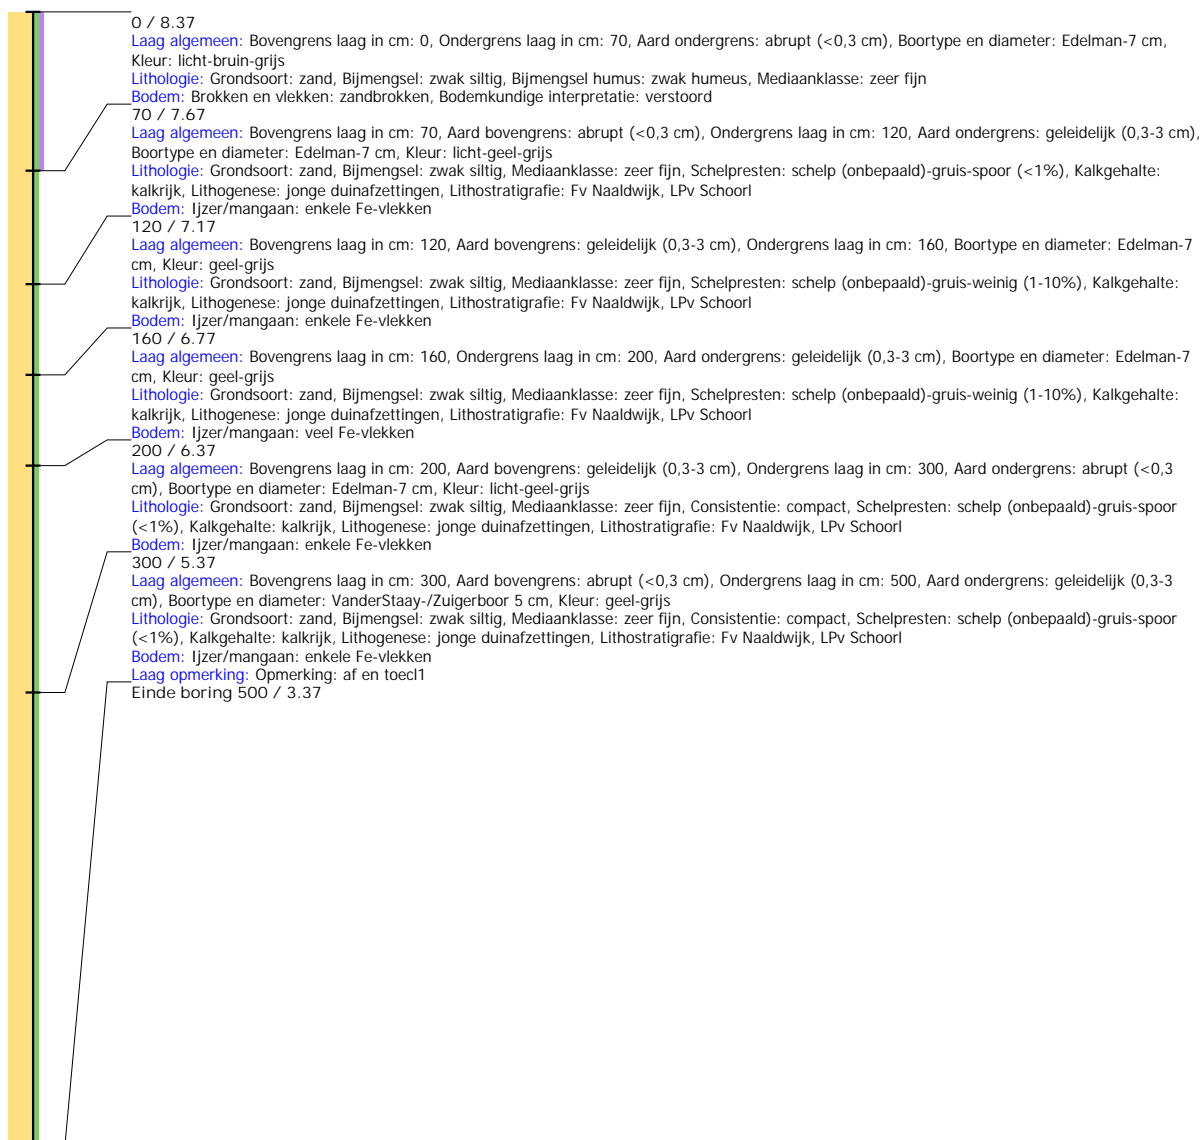 0 / 8.37
Laag algemeen: Bovengrens laag in cm: 0, Ondergrens laag in cm: 70, Aard ondergrens: abrupt (<0,3 cm), Boortype en diameter: Edelman-7 cm,
Kleur: licht-bruin-grijs
Lithologie: Grondsoort: zand, Bijmengsel: zwak siltig, Bijmengsel humus: zwak humeus, Mediaanklasse: zeer fijn
Bodem: Brokken en vlekken: zandbrokken, Bodemkundige interpretatie: verstoord
70 / 7.67
Laag algemeen: Bovengrens laag in cm: 70, Aard bovengrens: abrupt (<0,3 cm), Ondergrens laag in cm: 120, Aard ondergrens: geleidelijk (0,3-3 cm),
Boortype en diameter: Edelman-7 cm, Kleur: licht-geel-grijs
Lithologie: Grondsoort: zand, Bijmengsel: zwak siltig, Mediaanklasse: zeer fijn, Schelpresten: schelp (onbepaald)-gruis-spoor (<1%), Kalkgehalte:
kalkrijk, Lithogenese: jonge duinafzettingen, Lithostratigrafie: Fv Naaldwijk, LPv Schoorl
Bodem: Ijzer/mangaan: enkele Fe-vlekken
120 / 7.17
Laag algemeen: Bovengrens laag in cm: 120, Aard bovengrens: geleidelijk (0,3-3 cm), Ondergrens laag in cm: 160, Boortype en diameter: Edelman-7
cm, Kleur: geel-grijs
Lithologie: Grondsoort: zand, Bijmengsel: zwak siltig, Mediaanklasse: zeer fijn, Schelpresten: schelp (onbepaald)-gruis-weinig (1-10%), Kalkgehalte:
kalkrijk, Lithogenese: jonge duinafzettingen, Lithostratigrafie: Fv Naaldwijk, LPv Schoorl
Bodem: Ijzer/mangaan: enkele Fe-vlekken
160 / 6.77
Laag algemeen: Bovengrens laag in cm: 160, Ondergrens laag in cm: 200, Aard ondergrens: geleidelijk (0,3-3 cm), Boortype en diameter: Edelman-7
cm, Kleur: geel-grijs
Lithologie: Grondsoort: zand, Bijmengsel: zwak siltig, Mediaanklasse: zeer fijn, Schelpresten: schelp (onbepaald)-gruis-weinig (1-10%), Kalkgehalte:
kalkrijk, Lithogenese: jonge duinafzettingen, Lithostratigrafie: Fv Naaldwijk, LPv Schoorl
Bodem: Ijzer/mangaan: veel Fe-vlekken
200 / 6.37
Laag algemeen: Bovengrens laag in cm: 200, Aard bovengrens: geleidelijk (0,3-3 cm), Ondergrens laag in cm: 300, Aard ondergrens: abrupt (<0,3
cm), Boortype en diameter: Edelman-7 cm, Kleur: licht-geel-grijs
Lithologie: Grondsoort: zand, Bijmengsel: zwak siltig, Mediaanklasse: zeer fijn, Consistentie: compact, Schelpresten: schelp (onbepaald)-gruis-spoor
(<1%), Kalkgehalte: kalkrijk, Lithogenese: jonge duinafzettingen, Lithostratigrafie: Fv Naaldwijk, LPv Schoorl
Bodem: Ijzer/mangaan: enkele Fe-vlekken
300 / 5.37
Laag algemeen: Bovengrens laag in cm: 300, Aard bovengrens: abrupt (<0,3 cm), Ondergrens laag in cm: 500, Aard ondergrens: geleidelijk (0,3-3
cm), Boortype en diameter: VanderStaay-/Zuigerboor 5 cm, Kleur: geel-grijs
Lithologie: Grondsoort: zand, Bijmengsel: zwak siltig, Mediaanklasse: zeer fijn, Consistentie: compact, Schelpresten: schelp (onbepaald)-gruis-spoor
(<1%), Kalkgehalte: kalkrijk, Lithogenese: jonge duinafzettingen, Lithostratigrafie: Fv Naaldwijk, LPv Schoorl
Bodem: Ijzer/mangaan: enkele Fe-vlekken
Laag opmerking: Opmerking: af en toecl1
Einde boring 500 / 3.37